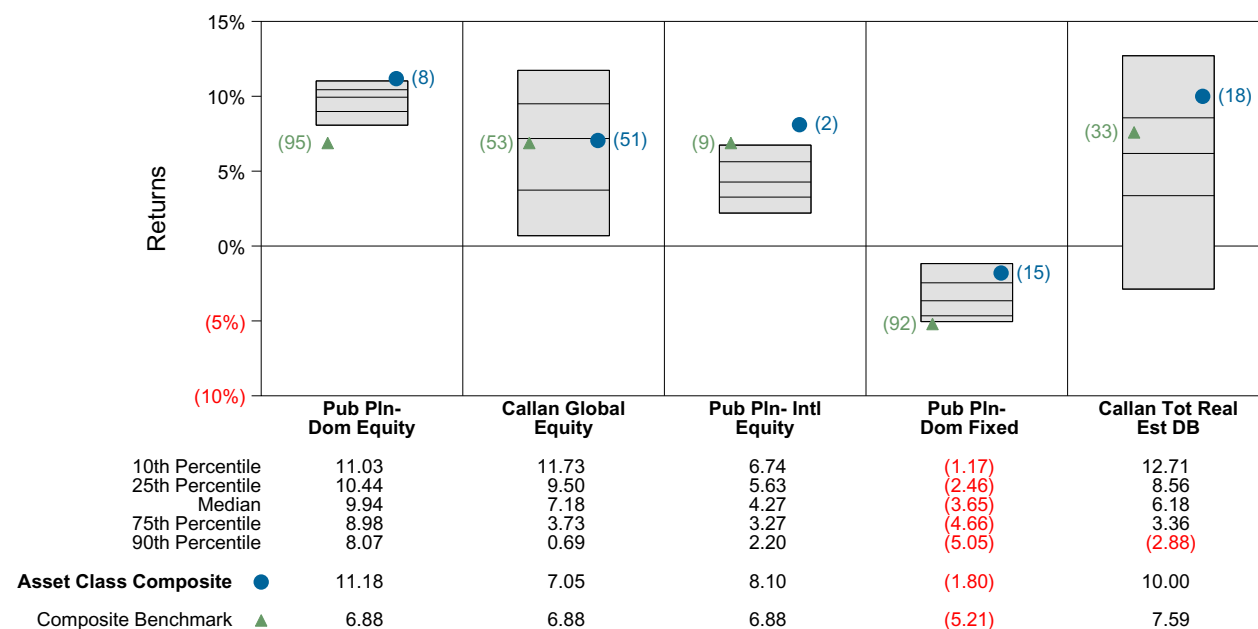 15%
10%
5%
0%
(5%)
(10%)
Returns
(8)
(95)
(53)
(51)
(9)
(2)
(15)
(92)
(18)
(33)
Pub Pln-
Dom Equity
Callan Global
Equity
Pub Pln- Intl
Equity
Pub Pln-
Dom Fixed
Callan Tot Real
Est DB
10th Percentile 11.03 11.73 6.74 (1.17) 12.71
25th Percentile 10.44 9.50 5.63 (2.46) 8.56
Median 9.94 7.18 4.27 (3.65) 6.18
75th Percentile 8.98 3.73 3.27 (4.66) 3.36
90th Percentile 8.07 0.69 2.20 (5.05) (2.88)
Asset Class Composite 11.18 7.05 8.10 (1.80) 10.00
Composite Benchmark 6.88 6.88 6.88 (5.21) 7.59